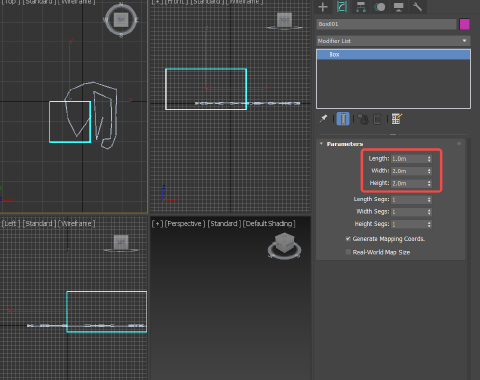 [Top ] [Standard ] [Wireframe ]
[+] [Front ] [Standard ] [Wireframe ]
Box001
Modifier List
Box
Parameters
Length: 1.0m
Width: 2.0m
Height: 2.0m
Length Segs: 1
Width Segs: 1
Height Segs: 1
Generate Mapping Coords.
Real-World Map Size
[Left ] [Standard ] [Wireframe ]
[+] [Perspective ] [Standard ] [Default Shading ]